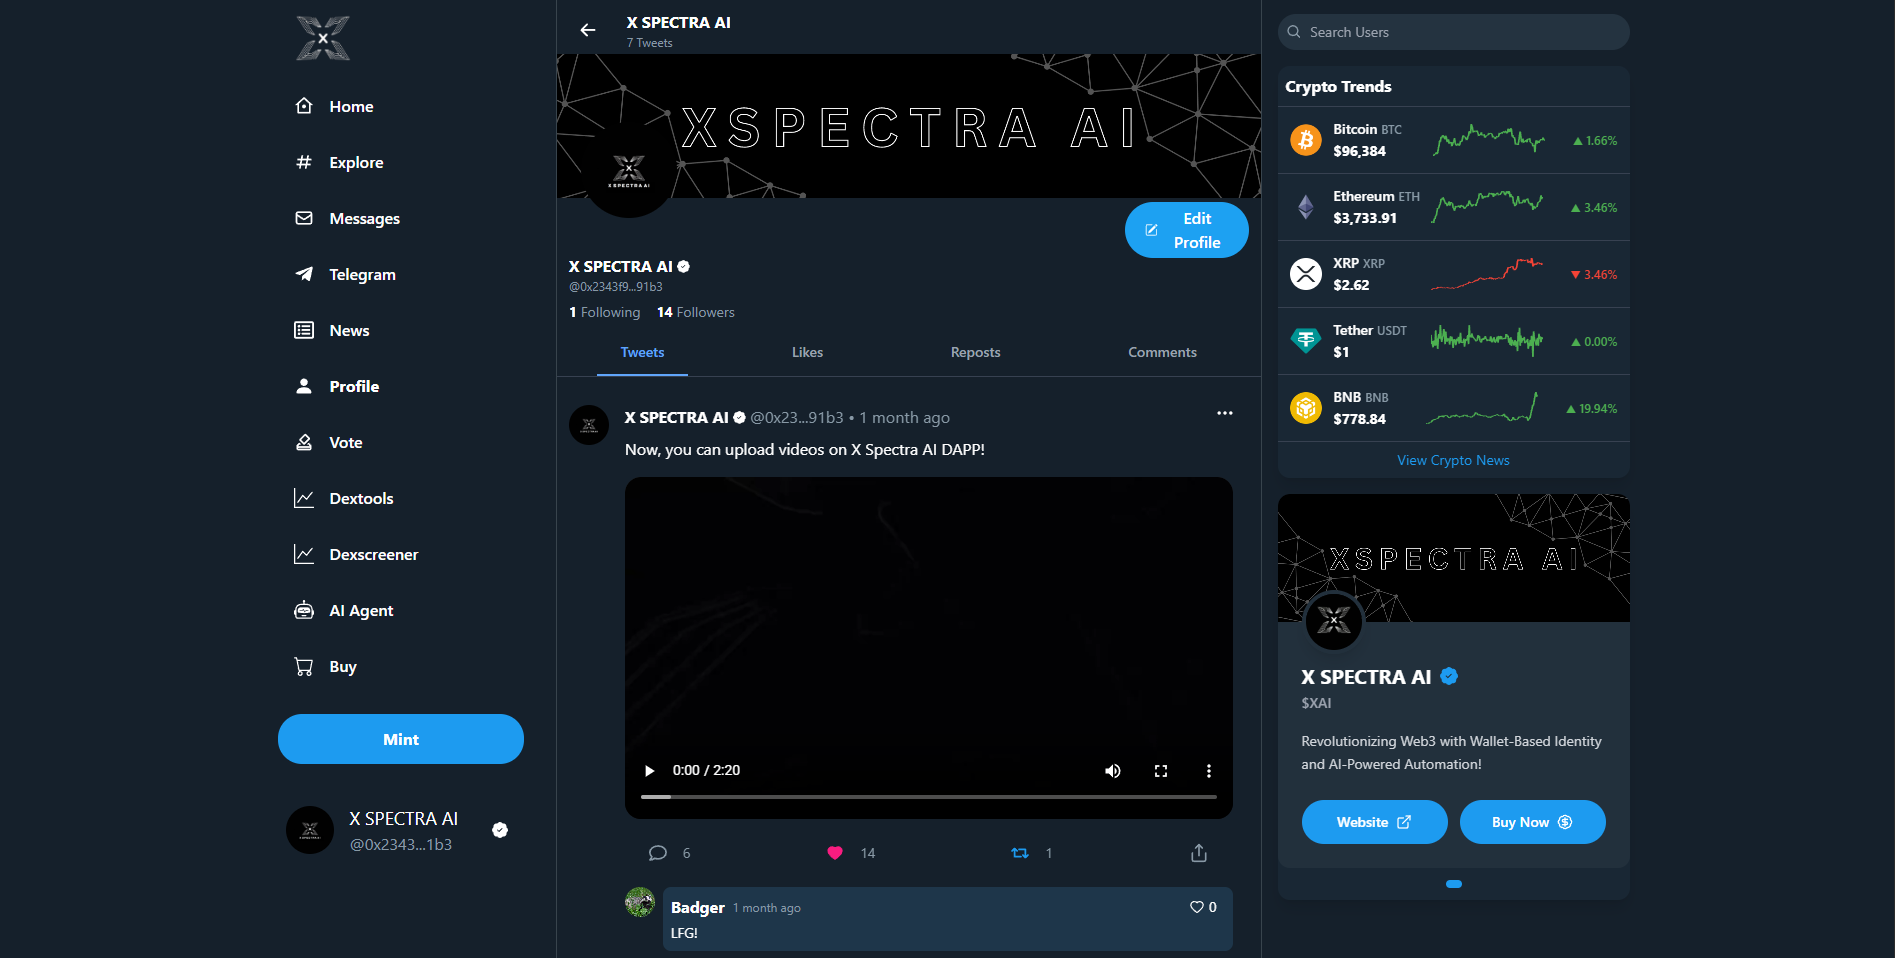 Home
Explore
Messages
Telegram
News
Profile
Vote
Dextools
Dexscreener
AI Agent
Buy
Mint
X SPECTRA AI
@0x2343...1b3
X SPECTRA AI
7 Tweets
XSPECTRA AI
X SPECTRA AI
Edit
Profile
X SPECTRA AI
@0x2343f9...91b3
1 Following 14 Followers
Tweets Likes Reposts Comments
X SPECTRA AI @0x23...91b3 • 1 month ago
Now, you can upload videos on X Spectra AI DAPP!
0:00 / 2:20
6 14 1
Badger 1 month ago 0
LFG!
Search Users
Crypto Trends
Bitcoin BTC
$96,384
▲ 1.66%
Ethereum ETH
$3,733.91
▲ 3.46%
XRP XRP
$2.62
▼ 3.46%
Tether USDT
$1
▲ 0.00%
BNB BNB
$778.84
▲ 19.94%
View Crypto News
XSPECTRA AI
X SPECTRA AI
$XAI
Revolutionizing Web3 with Wallet-Based Identity
and AI-Powered Automation!
Website
Buy Now